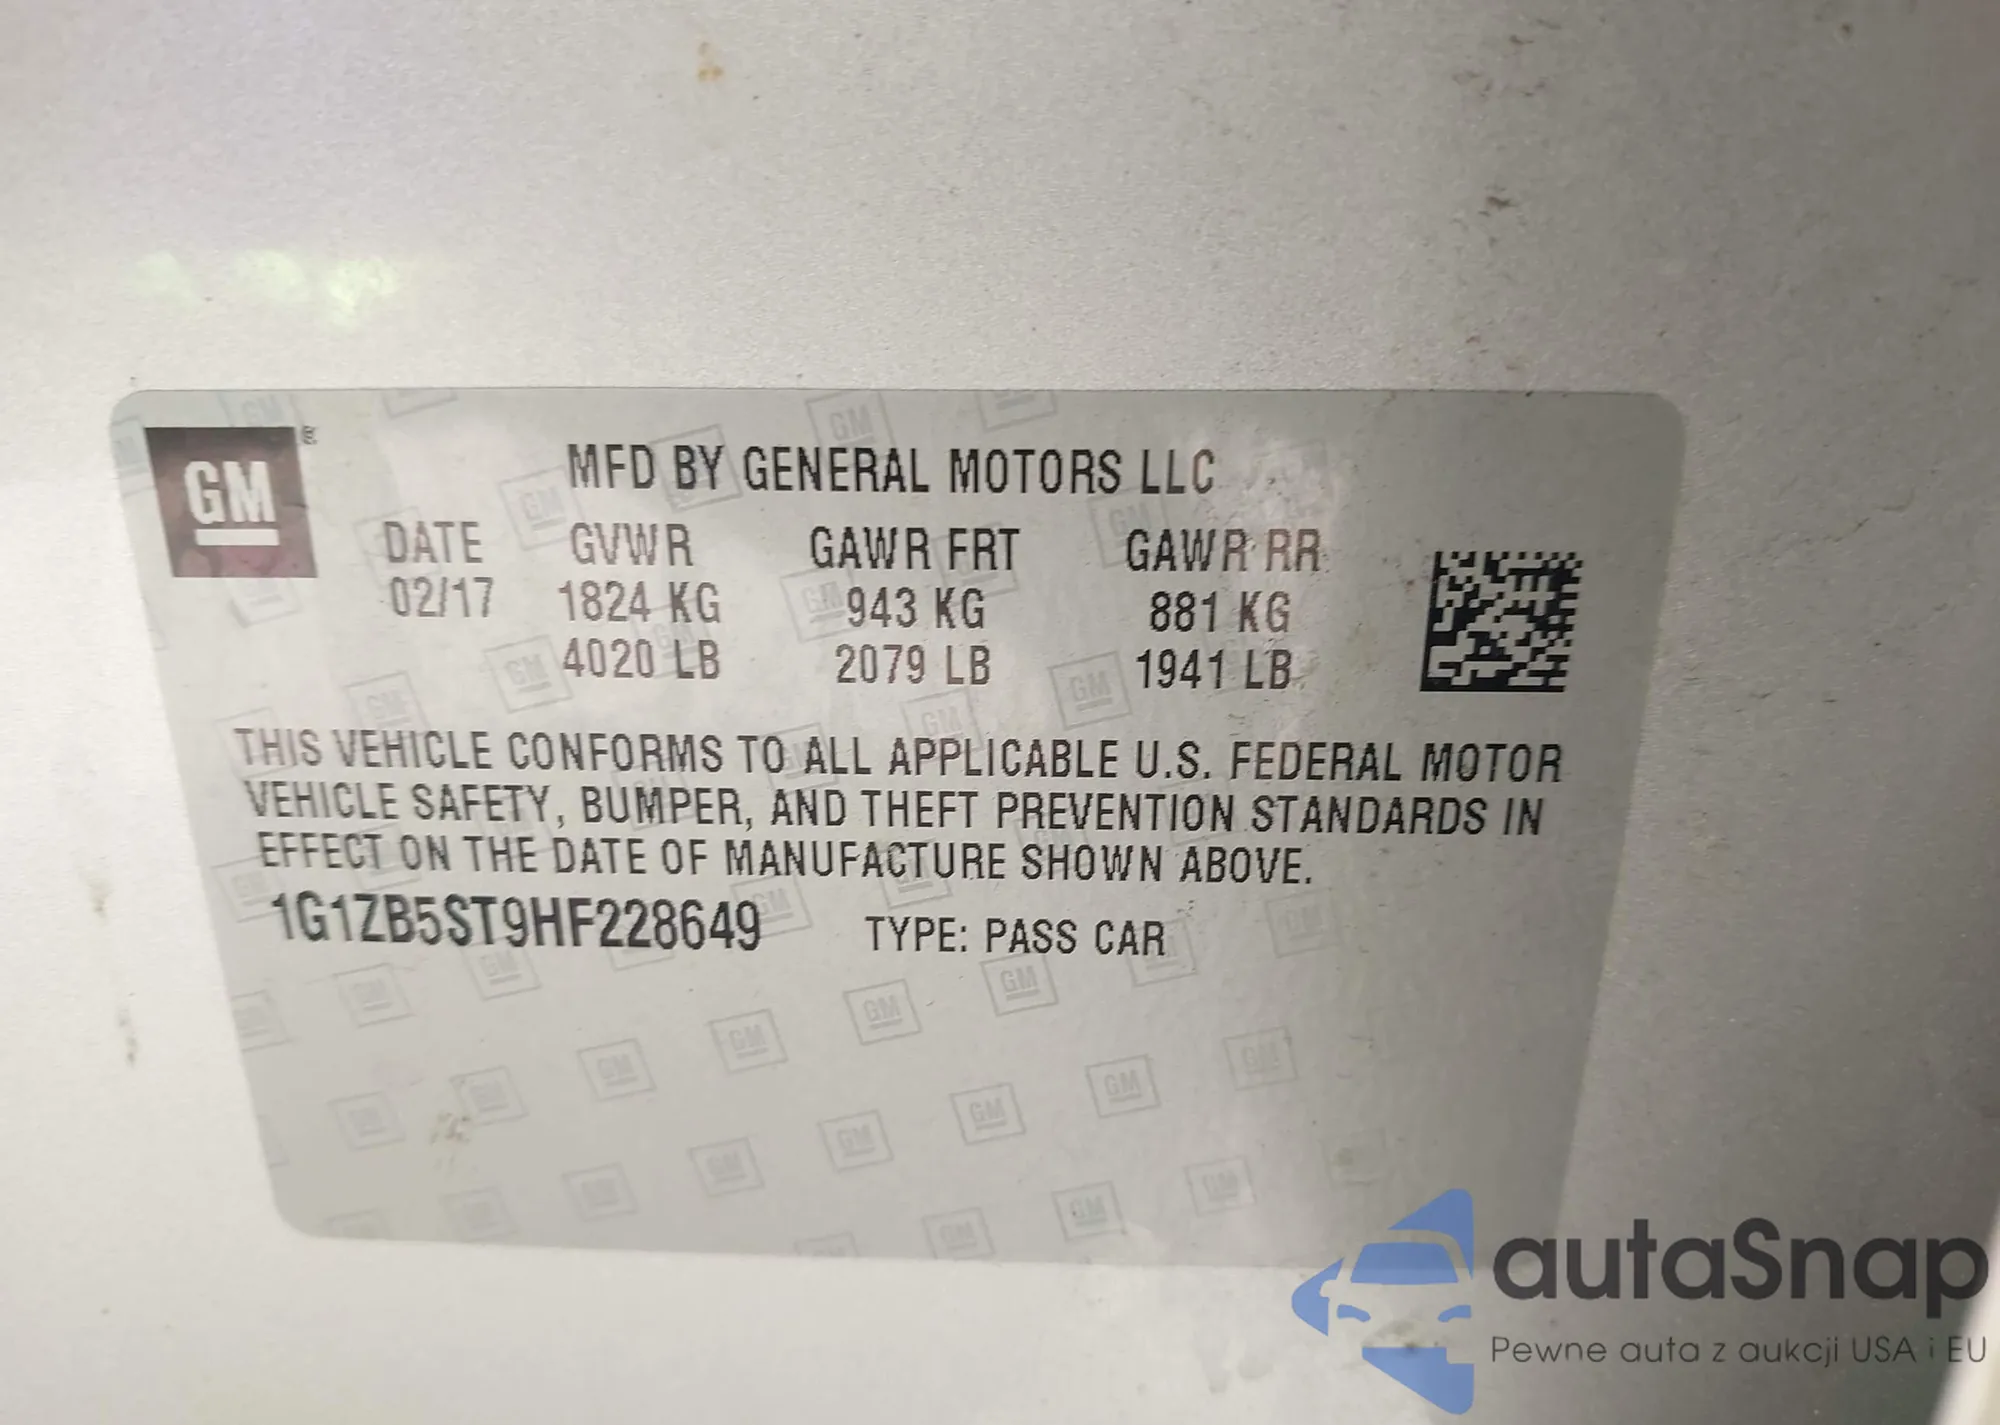 GM
MFD BY GENERAL MOTORS LLC
DATE GVWR GAWR FRT GAWR RR
02/17 1824 KG 943 KG 881 KG
4020 LB 2079 LB 1941 LB
THIS VEHICLE CONFORMS TO ALL APPLICABLE U.S. FEDERAL MOTOR
VEHICLE SAFETY, BUMPER, AND THEFT PREVENTION STANDARDS IN
EFFECT ON THE DATE OF MANUFACTURE SHOWN ABOVE.
1G1ZB5ST9HF228649 TYPE: PASS CAR
autaSnap
Pewne auta z aukcji USA i EU